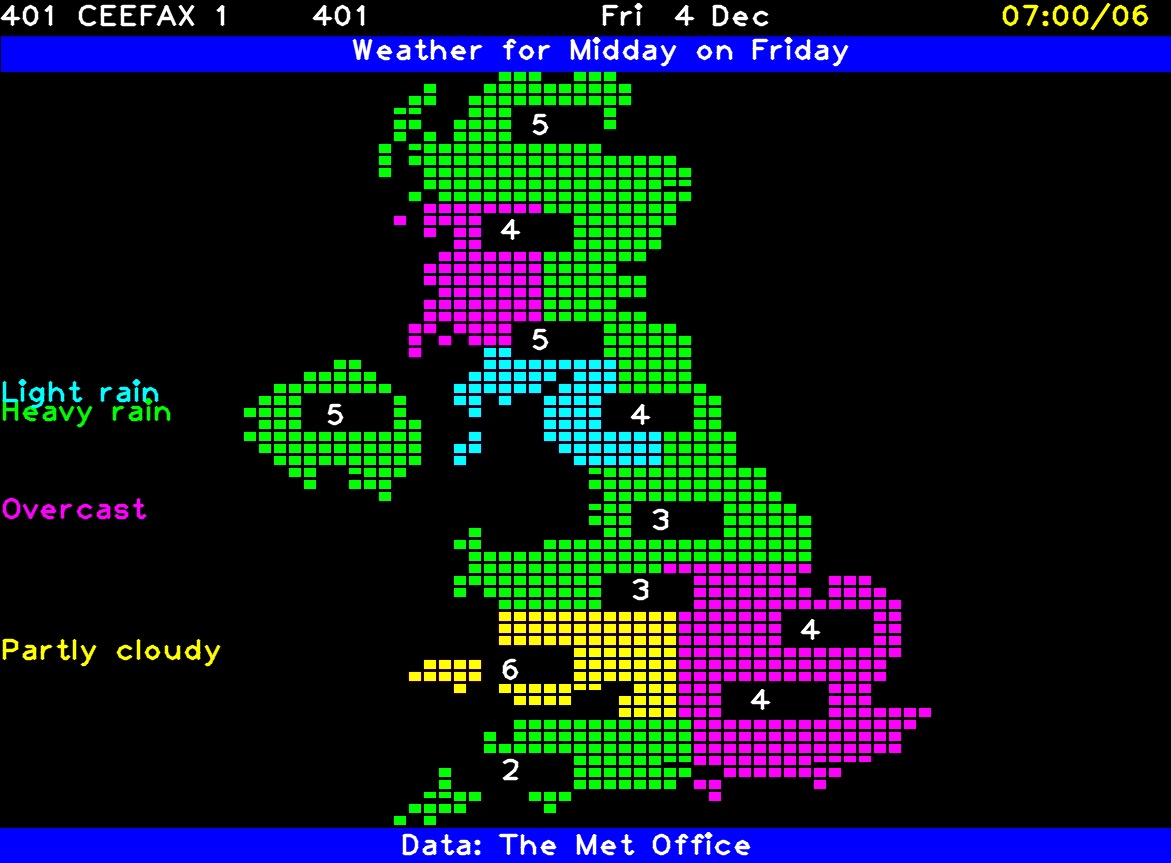 401 CEEFAX 1 401 Fri 4 Dec 07:00/06
Weather for Midday on Friday
5
4
5
Light rain
Heavy rain 5 4
Overcast
3
3
4
Partly cloudy
6
4
2
Data: The Met Office